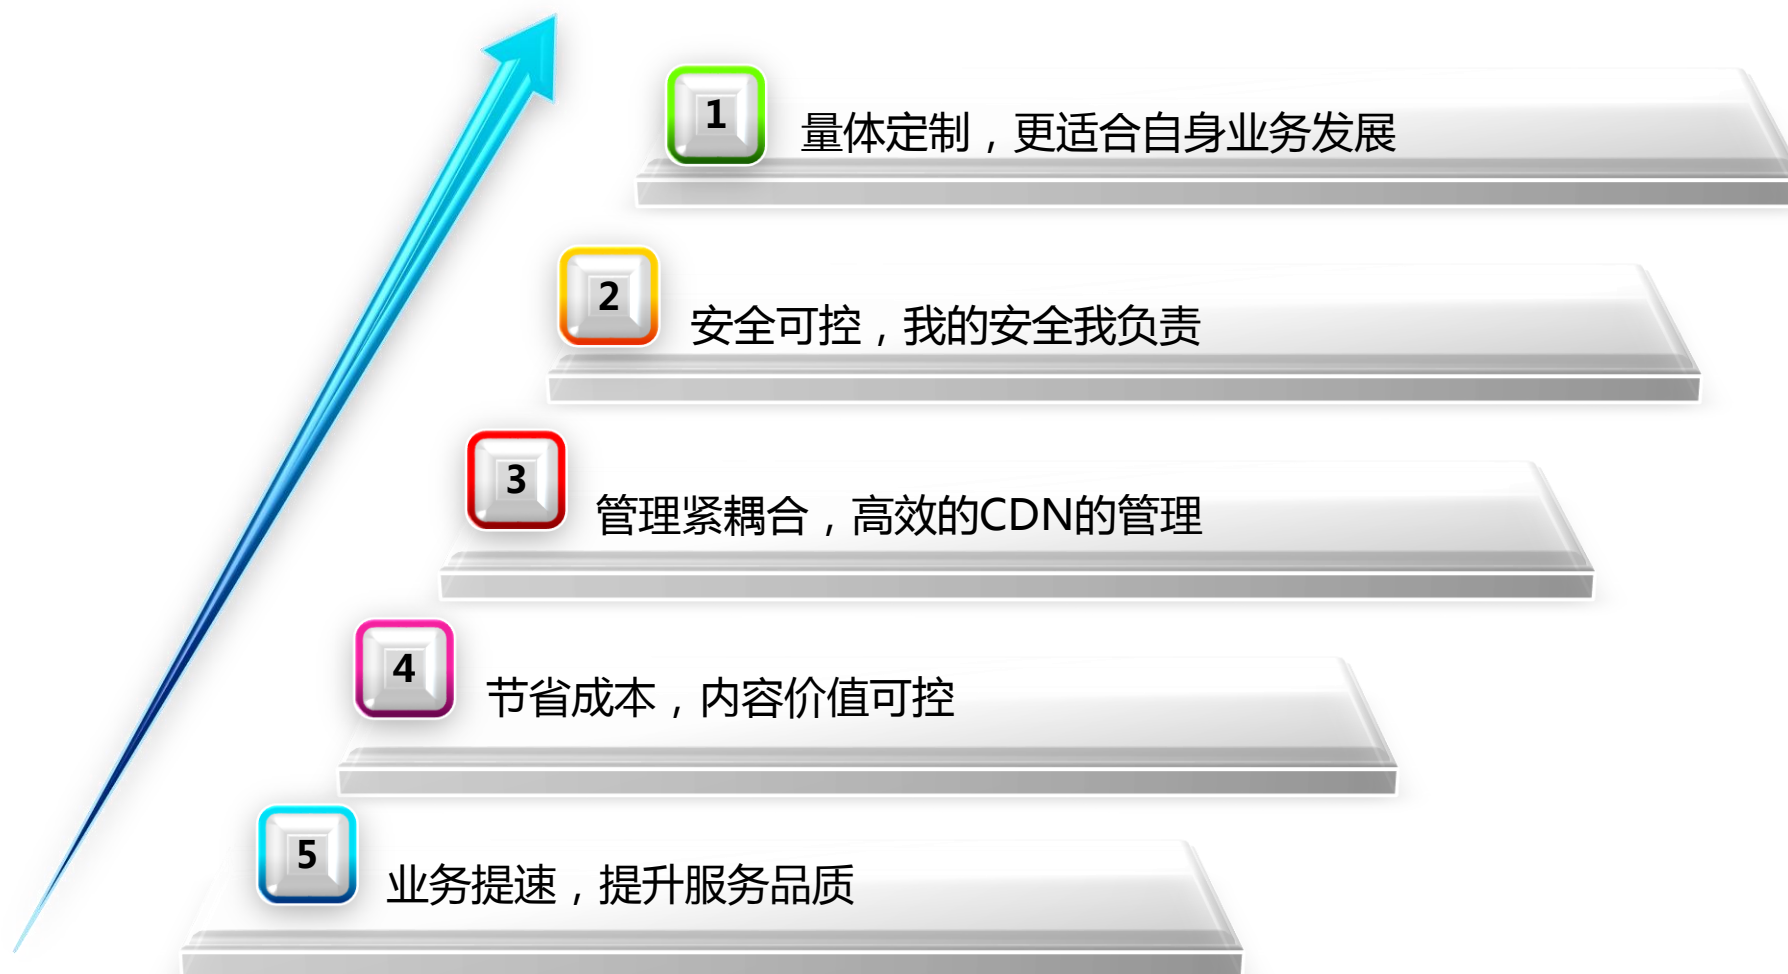 1
量体定制，更适合自身业务发展
2
安全可控，我的安全我负责
3
管理紧耦合，高效的CDN的管理
4
节省成本，内容价值可控
5
业务提速，提升服务品质